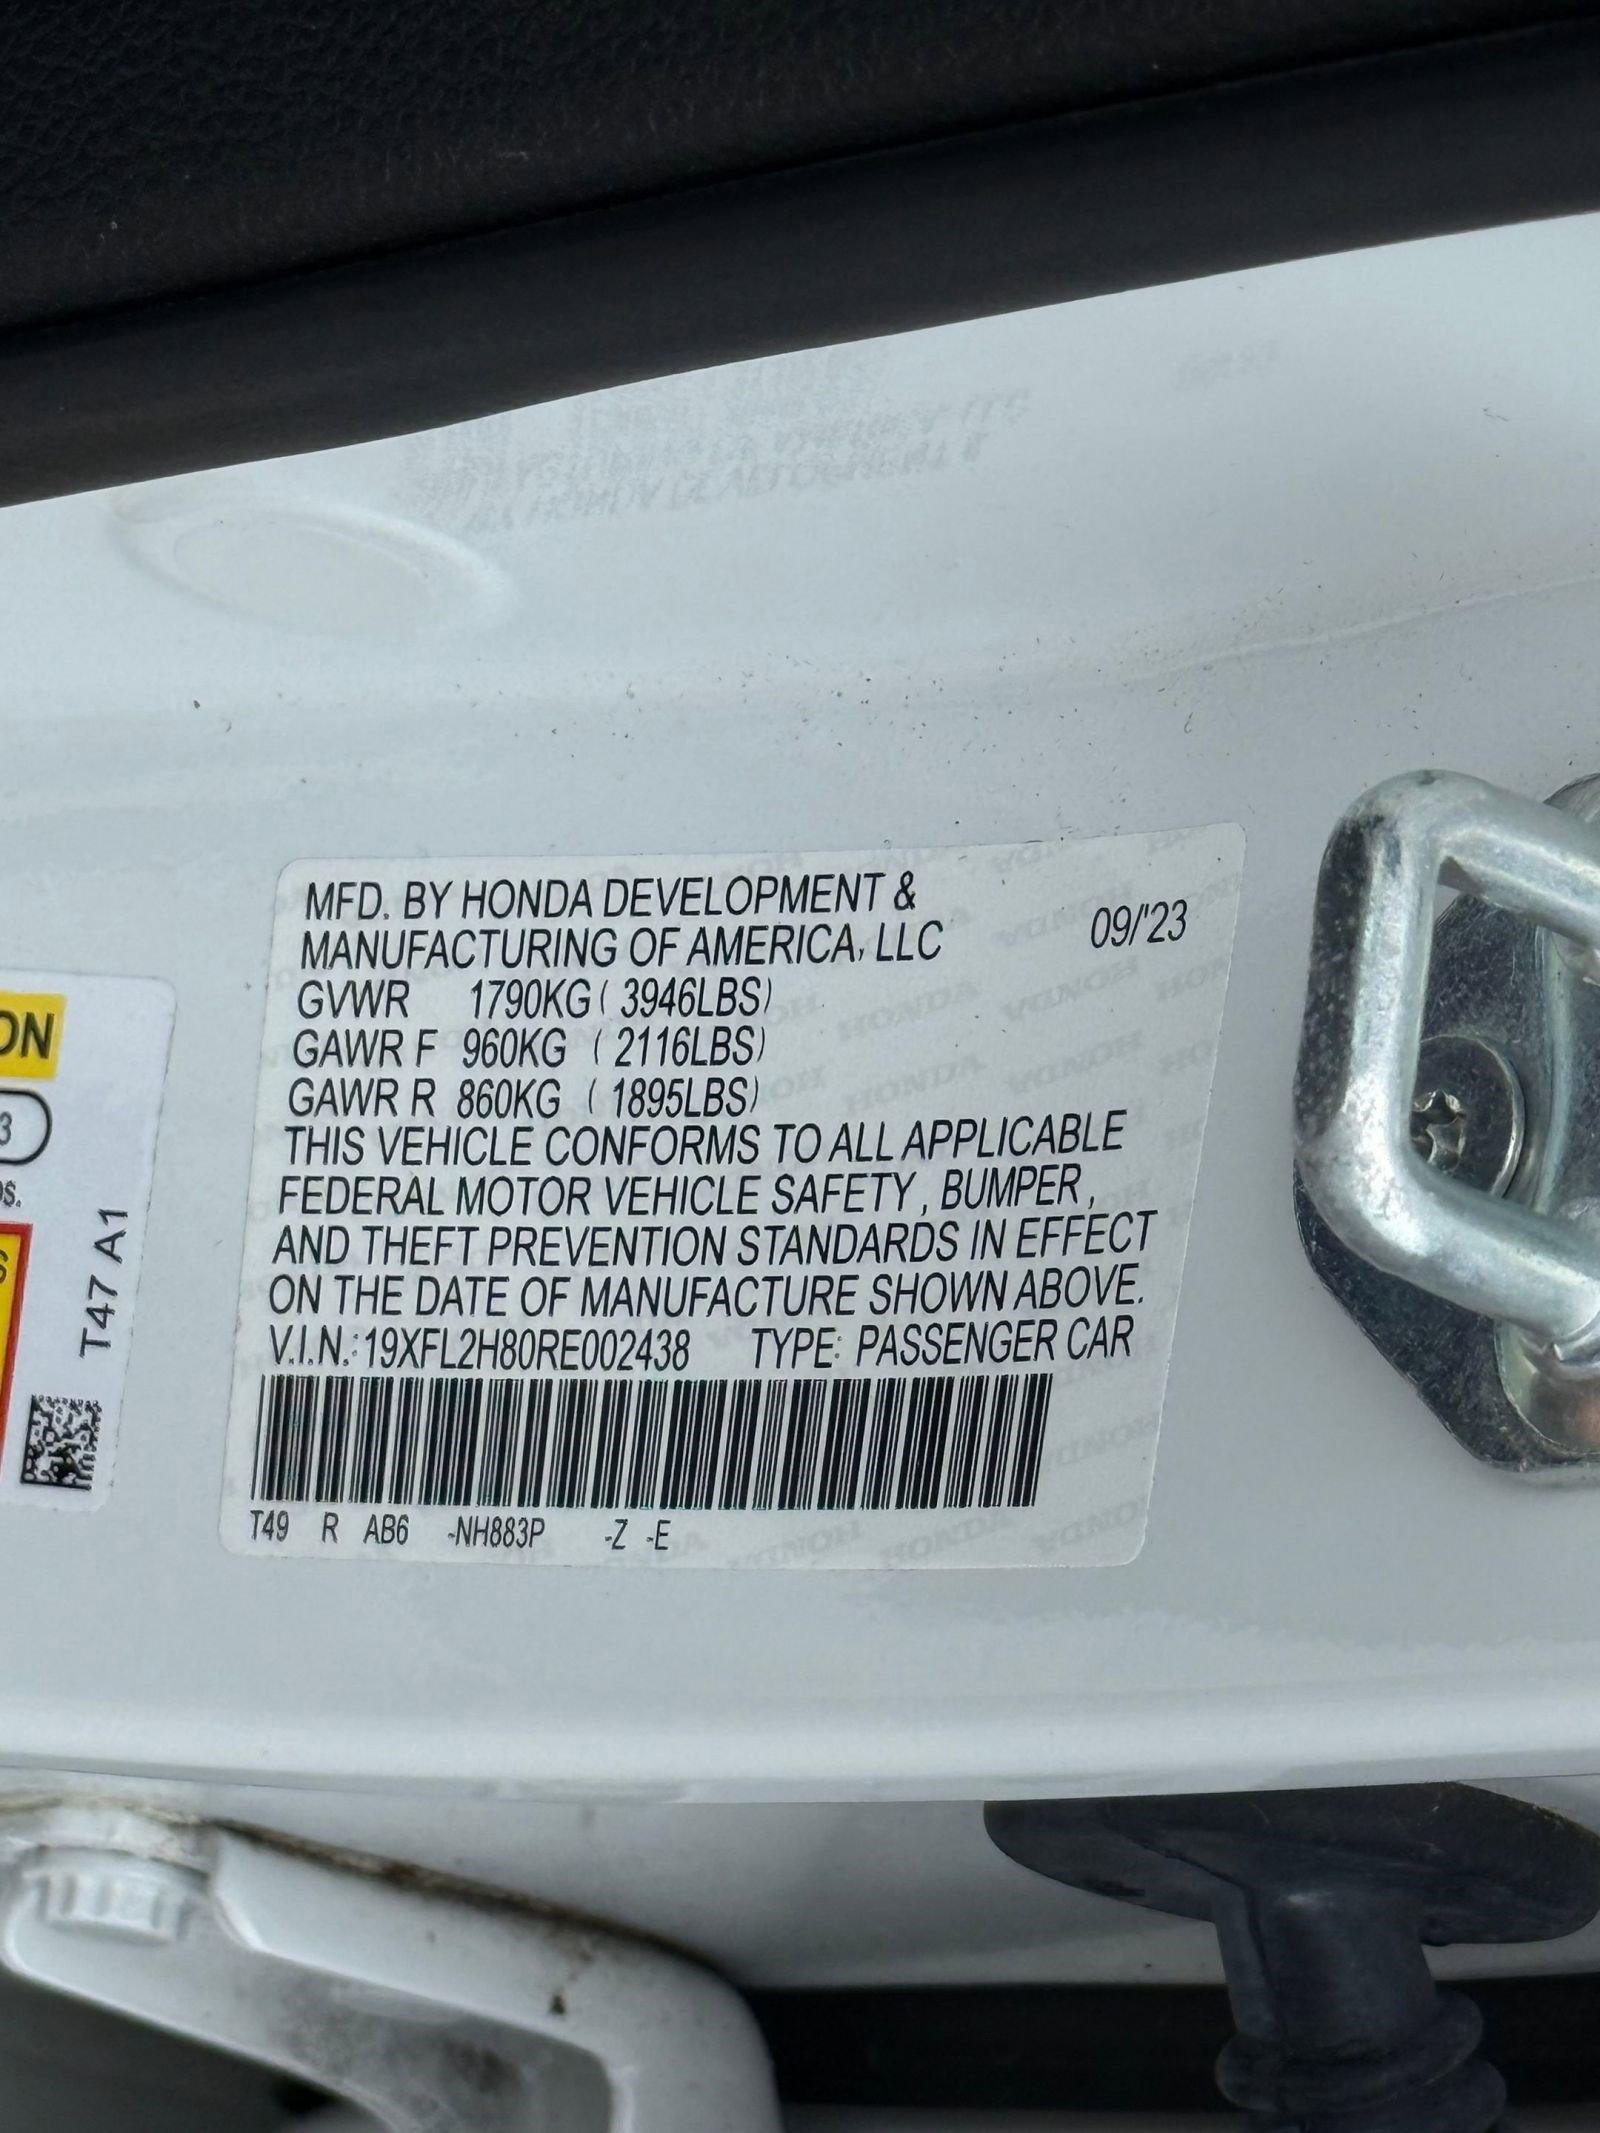 MFD. BY HONDA DEVELOPMENT &
MANUFACTURING OF AMERICA, LLC 09/'23
GVWR 1790KG ( 3946LBS)
GAWR F 960KG ( 2116LBS)
GAWR R 860KG ( 1895LBS)
THIS VEHICLE CONFORMS TO ALL APPLICABLE
FEDERAL MOTOR VEHICLE SAFETY, BUMPER,
AND THEFT PREVENTION STANDARDS IN EFFECT
ON THE DATE OF MANUFACTURE SHOWN ABOVE.
V.I.N.: 19XFL2H80RE002438 TYPE: PASSENGER CAR
T49 R AB6 -NH883P -Z -E
ON
3
S
T47 A1